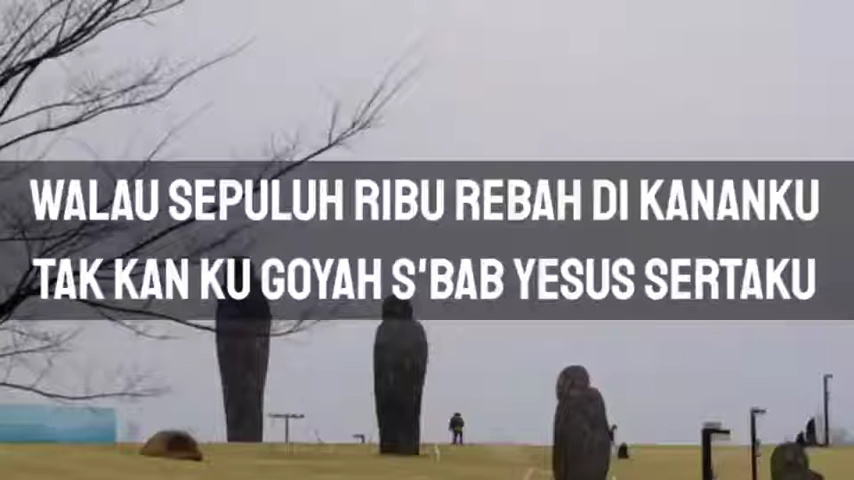 WALAU SEPULUH RIBU REBAH DI KANANKU
TAK KAN KU GOYAH S'BAB YESUS SERTAKU